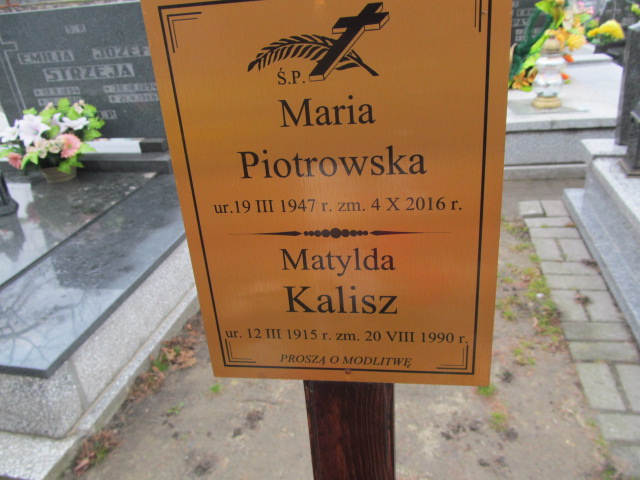 Ś.P.
Maria
Piotrowska
ur.19 III 1947 r. zm. 4 X 2016 r.
Matylda
Kalisz
ur. 12 III 1915 r. zm. 20 VIII 1990 r.
PROSZĄ O MODLITWĘ
EMILIA JÓZEF
STRZEJA